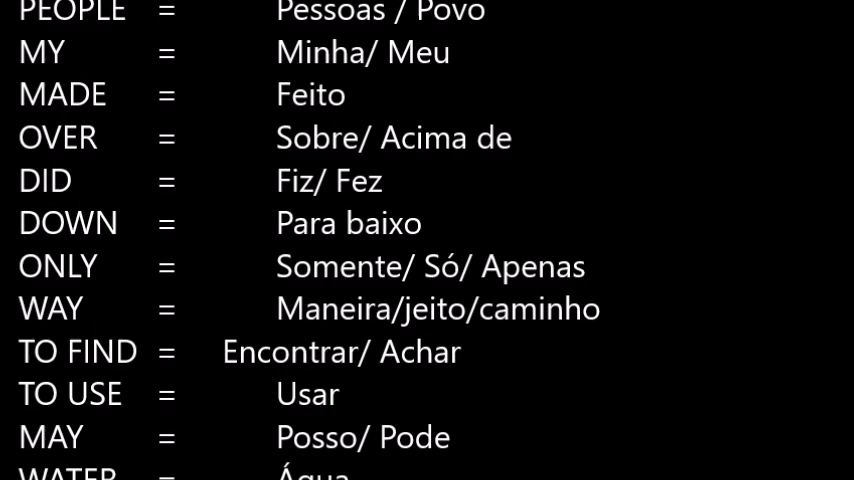 PEOPLE = Pessoas / Povo
MY = Minha/ Meu
MADE = Feito
OVER = Sobre/ Acima de
DID = Fiz/ Fez
DOWN = Para baixo
ONLY = Somente/ Só/ Apenas
WAY = Maneira/jeito/caminho
TO FIND = Encontrar/ Achar
TO USE = Usar
MAY = Posso/ Pode
WATER = Água